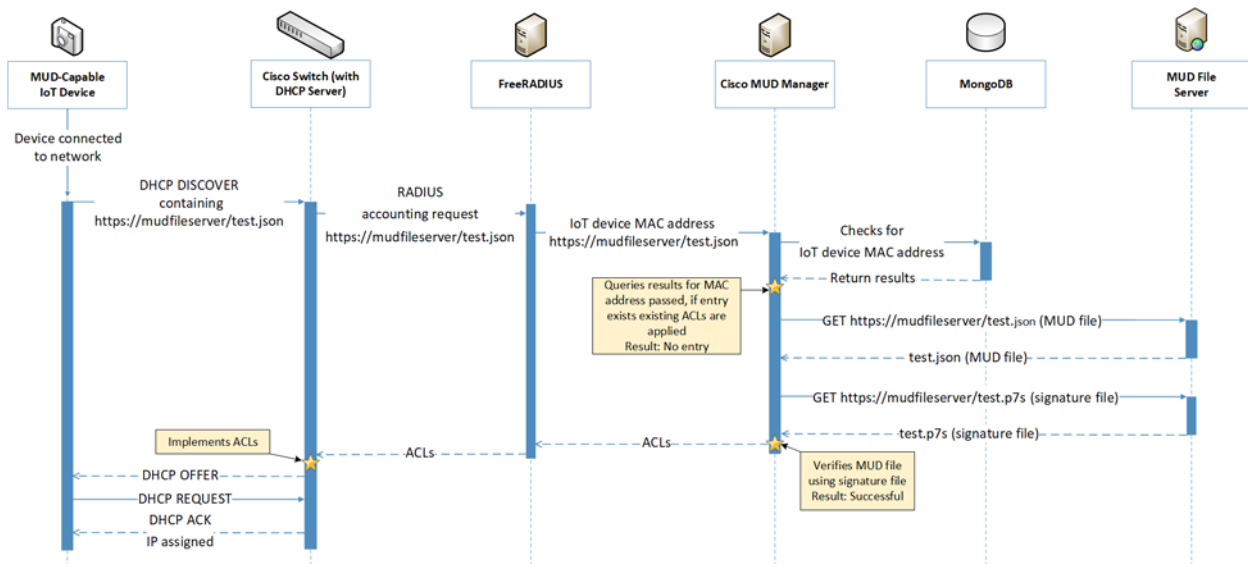 MUD-Capable
IoT Device
Cisco Switch (with
DHCP Server)
FreeRADIUS
Cisco MUD Manager
MongoDB
MUD File
Server
Device connected
to network
DHCP DISCOVER
containing
https://mudfileserver/test.json
RADIUS
accounting request
https://mudfileserver/test.json
IoT device MAC address
https://mudfileserver/test.json
Checks for
IoT device MAC address
Return results
Queries results for MAC
address passed, if entry
exists existing ACLs are
applied
Result: No entry
GET https://mudfileserver/test.json (MUD file)
test.json (MUD file)
GET https://mudfileserver/test.p7s (signature file)
test.p7s (signature file)
Verifies MUD file
using signature file
Result: Successful
ACLs
ACLs
Implements ACLs
DHCP OFFER
DHCP REQUEST
DHCP ACK
IP assigned